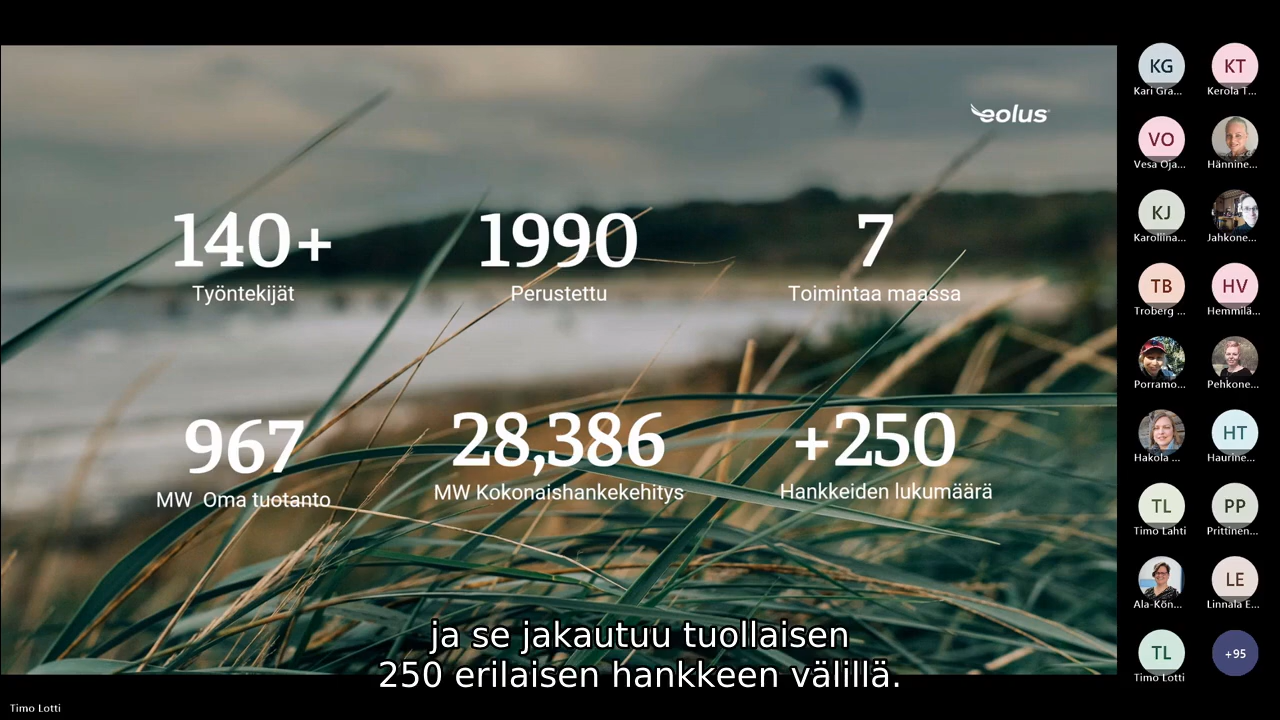 eolus
140+
Työntekijät
1990
Perustettu
7
Toimintaa maassa
967
MW Oma tuotanto
28,386
MW Kokonaishankekehitys
+250
Hankkeiden lukumäärä
ja se jakautuu tuollaisen
250 erilaisen hankkeen välillä.
KG
Kari Gra...
KT
Kerola T...
VO
Vesa Oja...
Hännine...
KJ
Karoliina...
Jahkone...
TB
Troberg ...
HV
Hemmilä...
Porramo...
Pehkone...
Hakola ...
HT
Haurine...
TL
Timo Lahti
PP
Prittinen...
Ala-Kön...
LE
Linnala E...
TL
Timo Lotti
+95
Timo Lotti